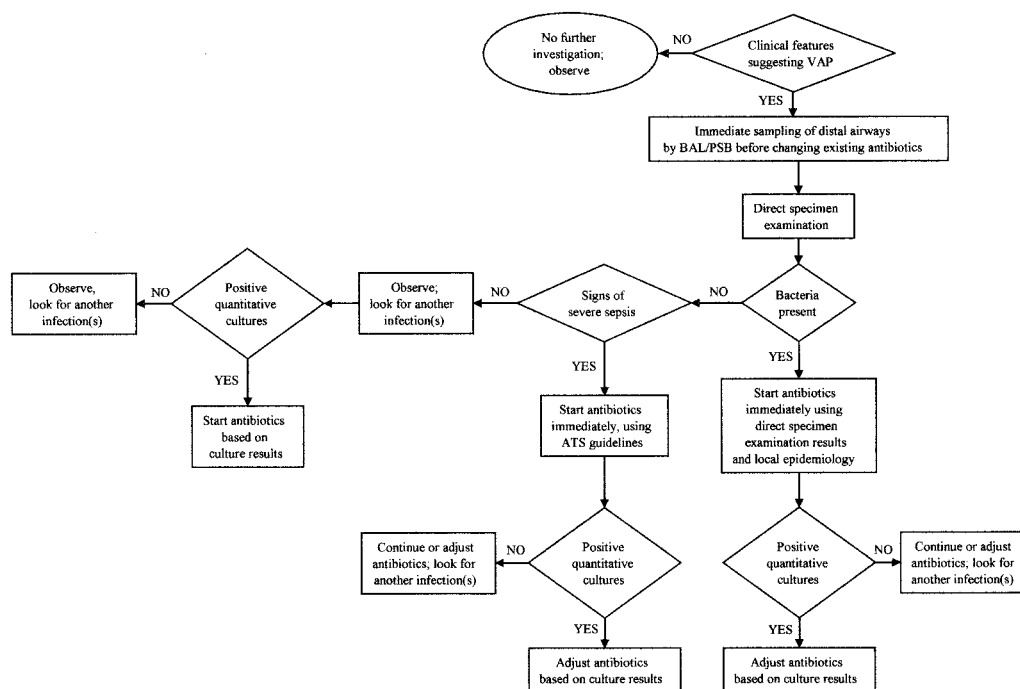 No further
investigation;
observe
NO
Clinical features
suggesting VAP
YES
Immediate sampling of distal airways
by BAL/PSB before changing existing antibiotics
Direct specimen
examination
Observe,
look for another
infection(s)
NO
Positive
quantitative
cultures
Observe;
look for another
infection(s)
NO
Signs of
severe sepsis
NO
Bacteria
present
YES
YES
YES
Start antibiotics
based on
culture results
Start antibiotics
immediately, using
ATS guidelines
Start antibiotics
immediately using
direct specimen
examination results
and local epidemiology
Continue or adjust
antibiotics; look for
another infection(s)
NO
Positive
quantitative
cultures
Positive
quantitative
cultures
NO
Continue or adjust
antibiotics; look for
another infection(s)
YES
YES
Adjust antibiotics
based on culture results
Adjust antibiotics
based on culture results